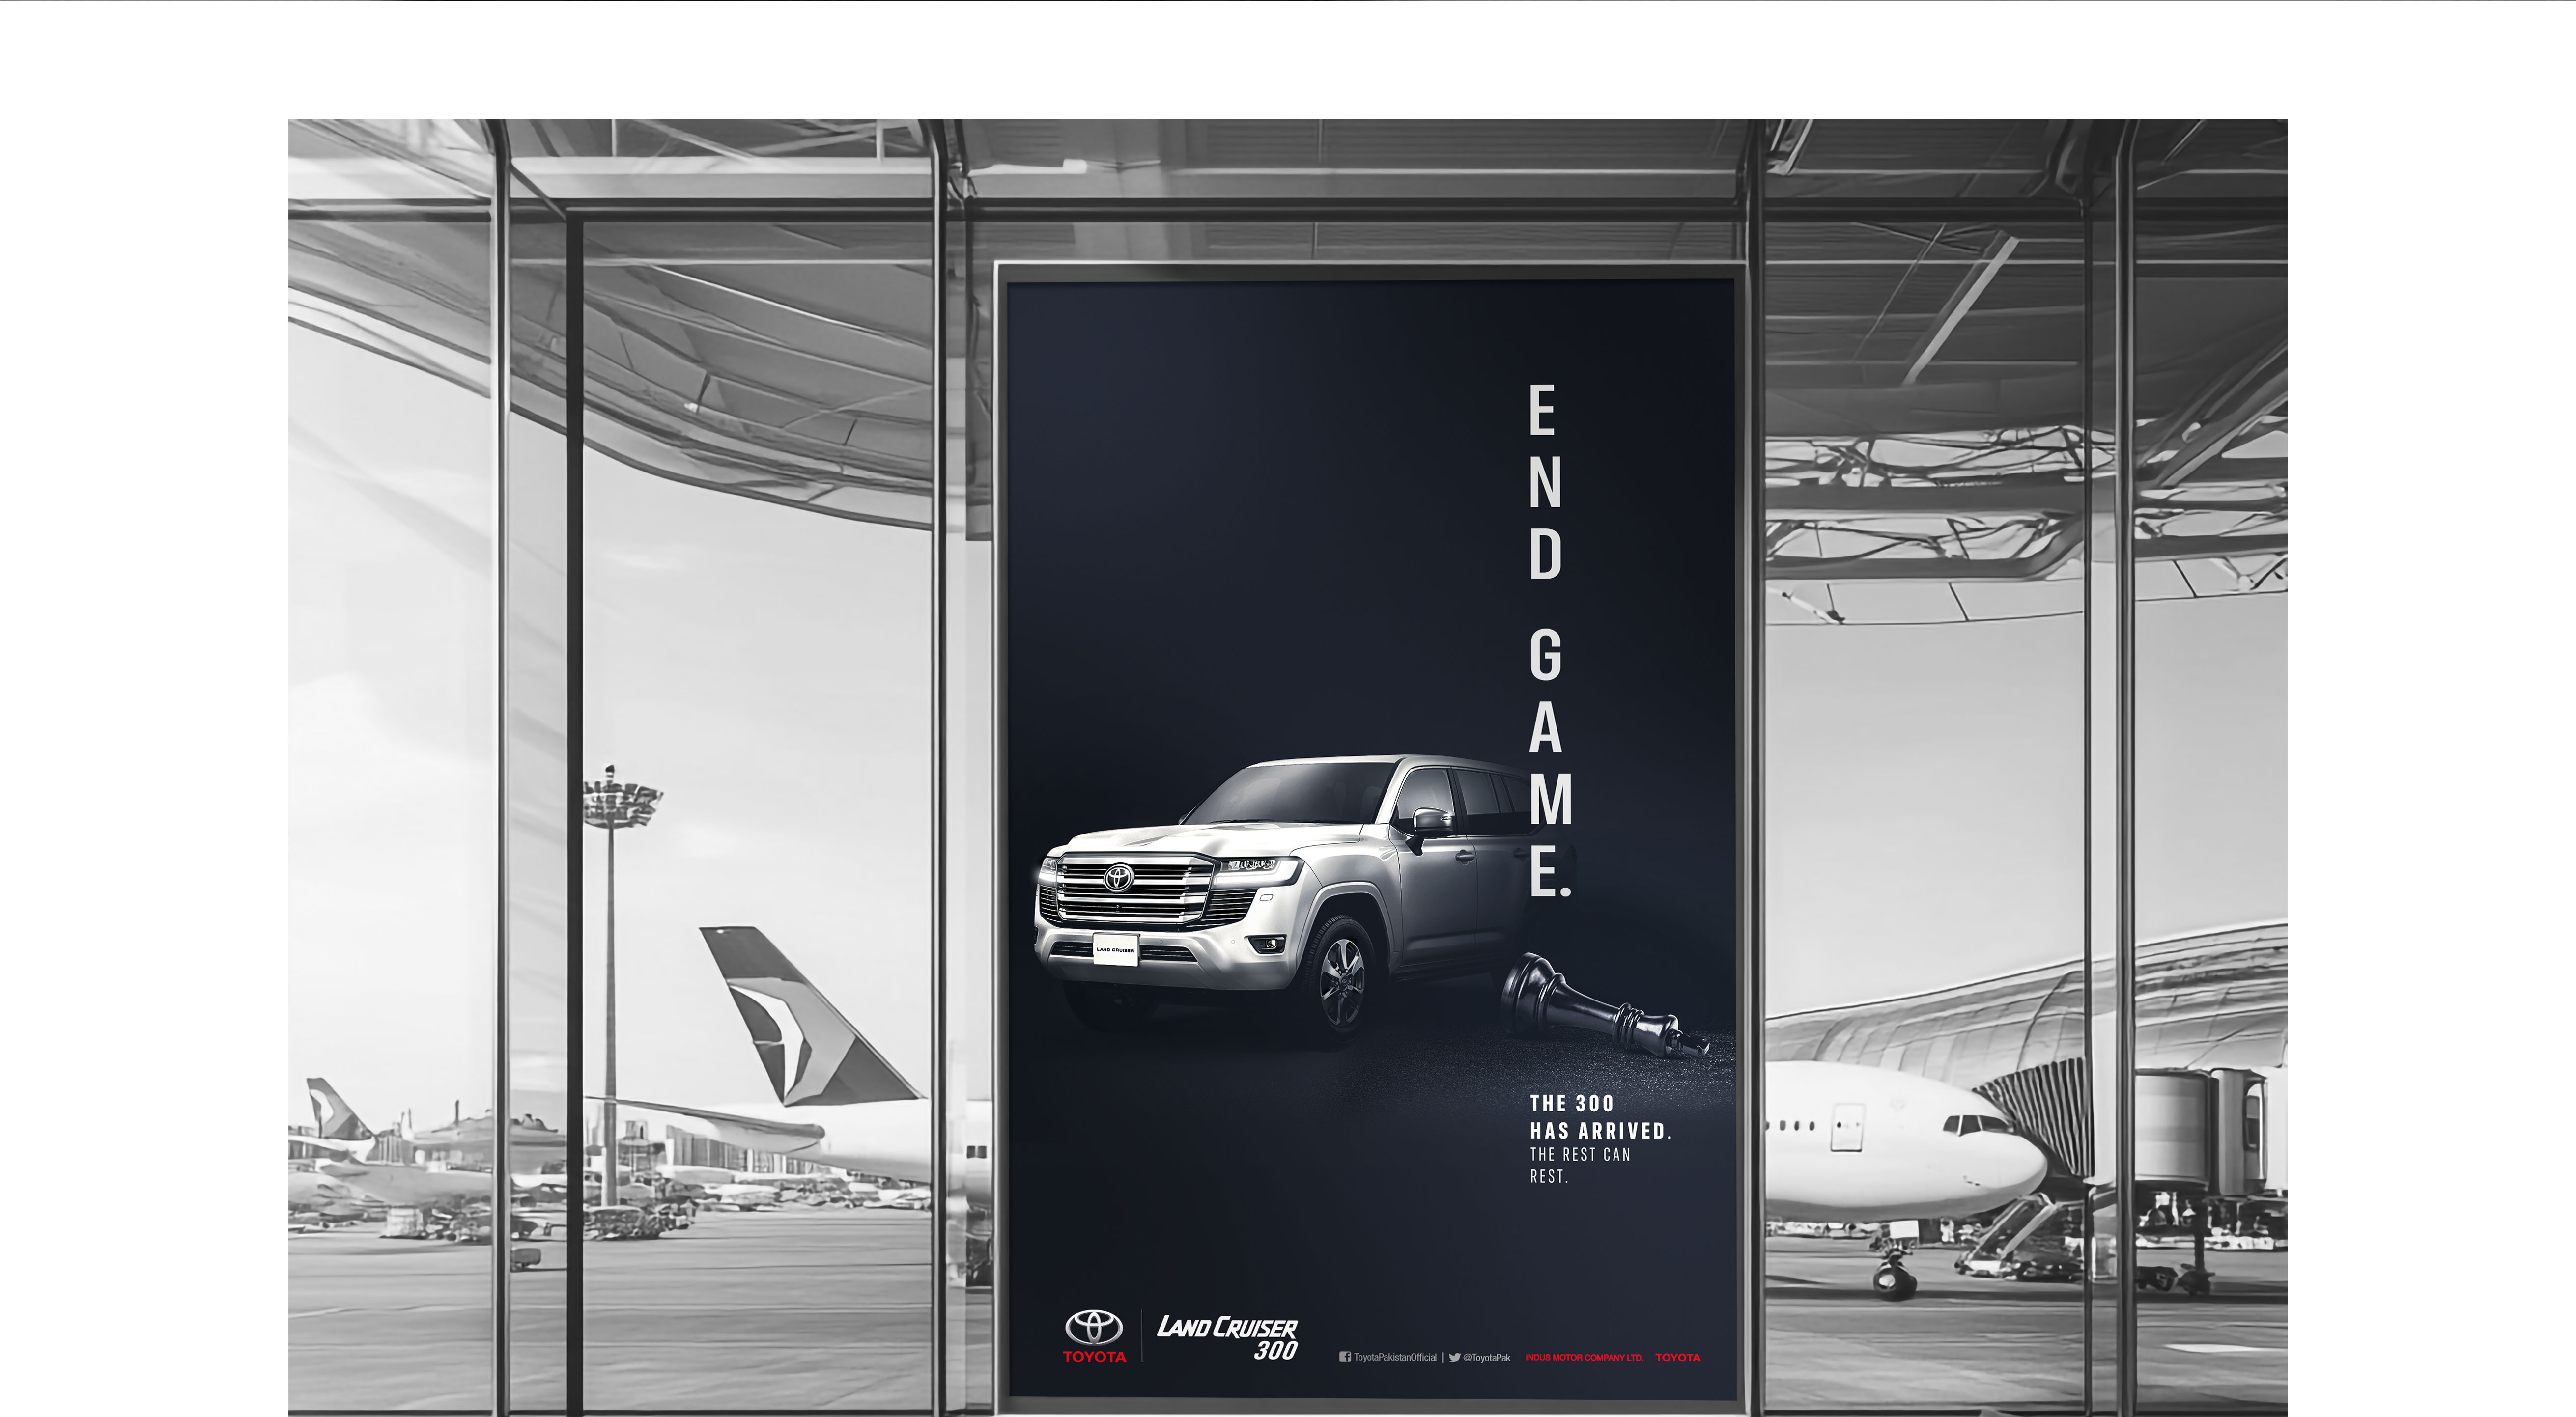 END GAME.
LAND CRUISER
THE 300
HAS ARRIVED.
THE REST CAN
REST.
TOYOTA
LAND CRUISER
300
ToyotaPakistanOfficial | @ToyotaPak INDUS MOTOR COMPANY LTD. TOYOTA